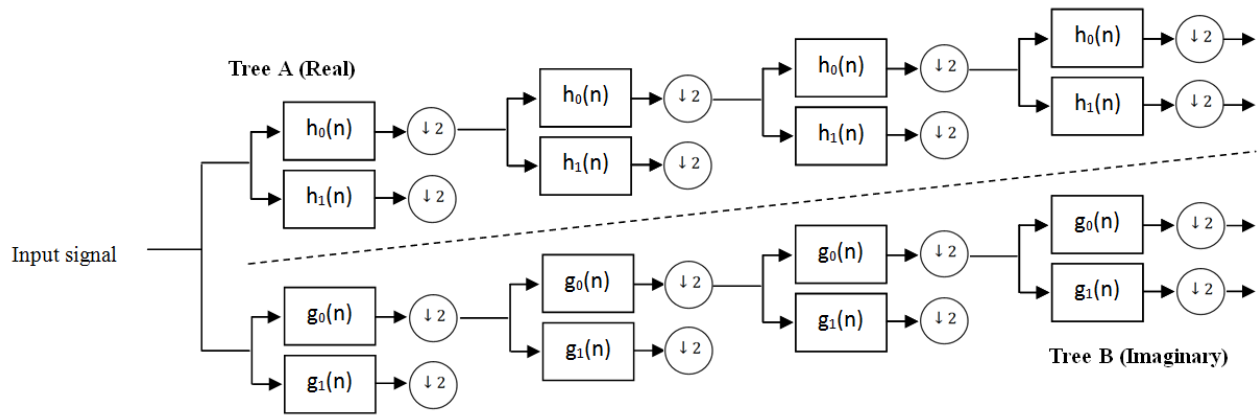 Tree A (Real)
h₀(n) ↓2 h₀(n) ↓2 h₀(n) ↓2 h₀(n) ↓2
h₁(n) ↓2 h₁(n) ↓2 h₁(n) ↓2 h₁(n) ↓2
Input signal
g₀(n) ↓2 g₀(n) ↓2 g₀(n) ↓2 g₀(n) ↓2
g₁(n) ↓2 g₁(n) ↓2 g₁(n) ↓2 g₁(n) ↓2
Tree B (Imaginary)